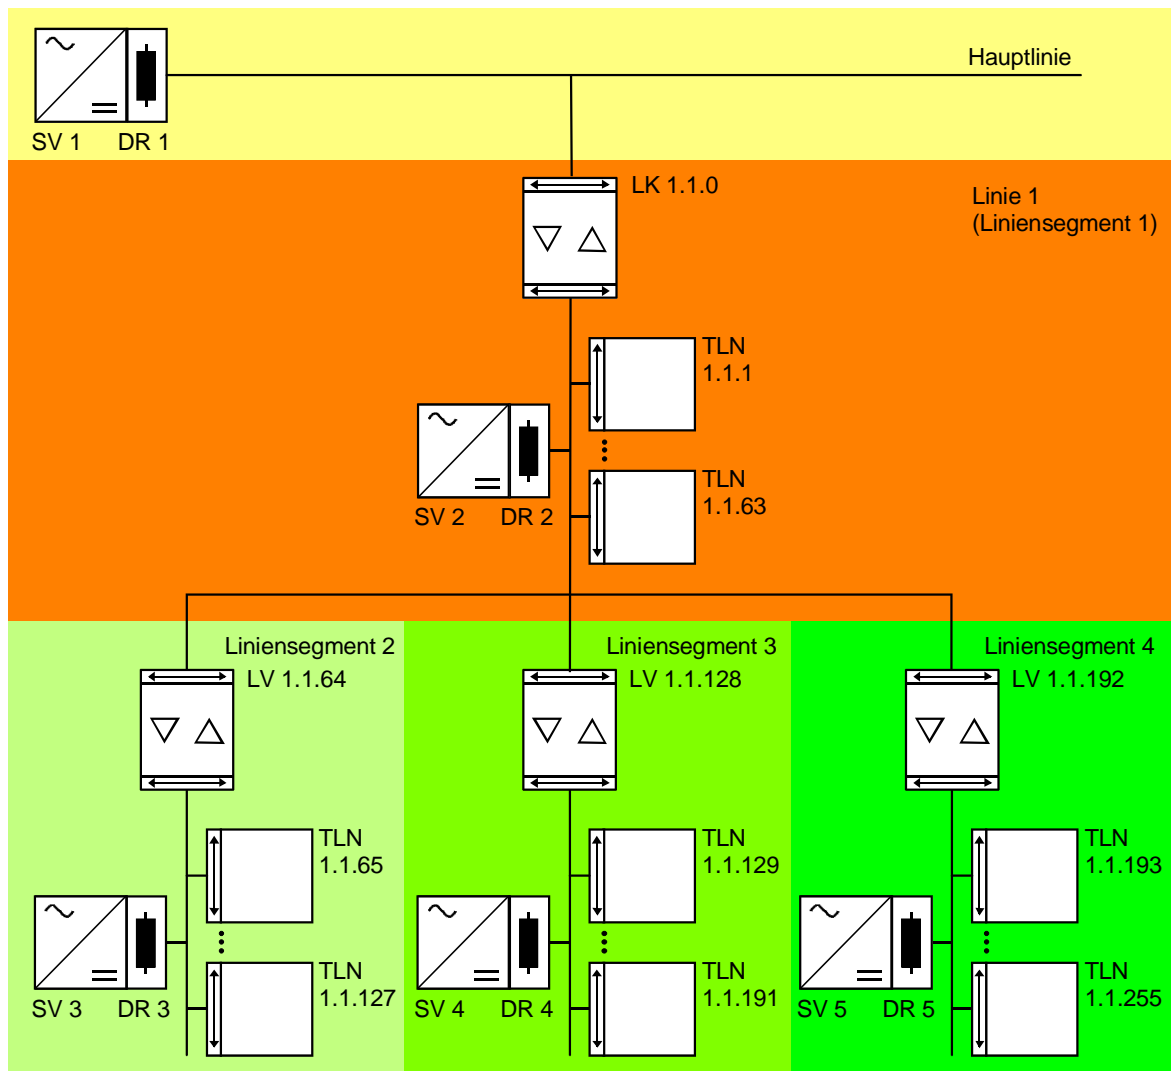 Hauptlinie
SV 1
DR 1
LK 1.1.0
Linie 1
(Liniensegment 1)
TLN
1.1.1
SV 2
DR 2
TLN
1.1.63
Liniensegment 2
LV 1.1.64
Liniensegment 3
LV 1.1.128
Liniensegment 4
LV 1.1.192
TLN
1.1.65
SV 3
DR 3
TLN
1.1.127
TLN
1.1.129
SV 4
DR 4
TLN
1.1.191
TLN
1.1.193
SV 5
DR 5
TLN
1.1.255